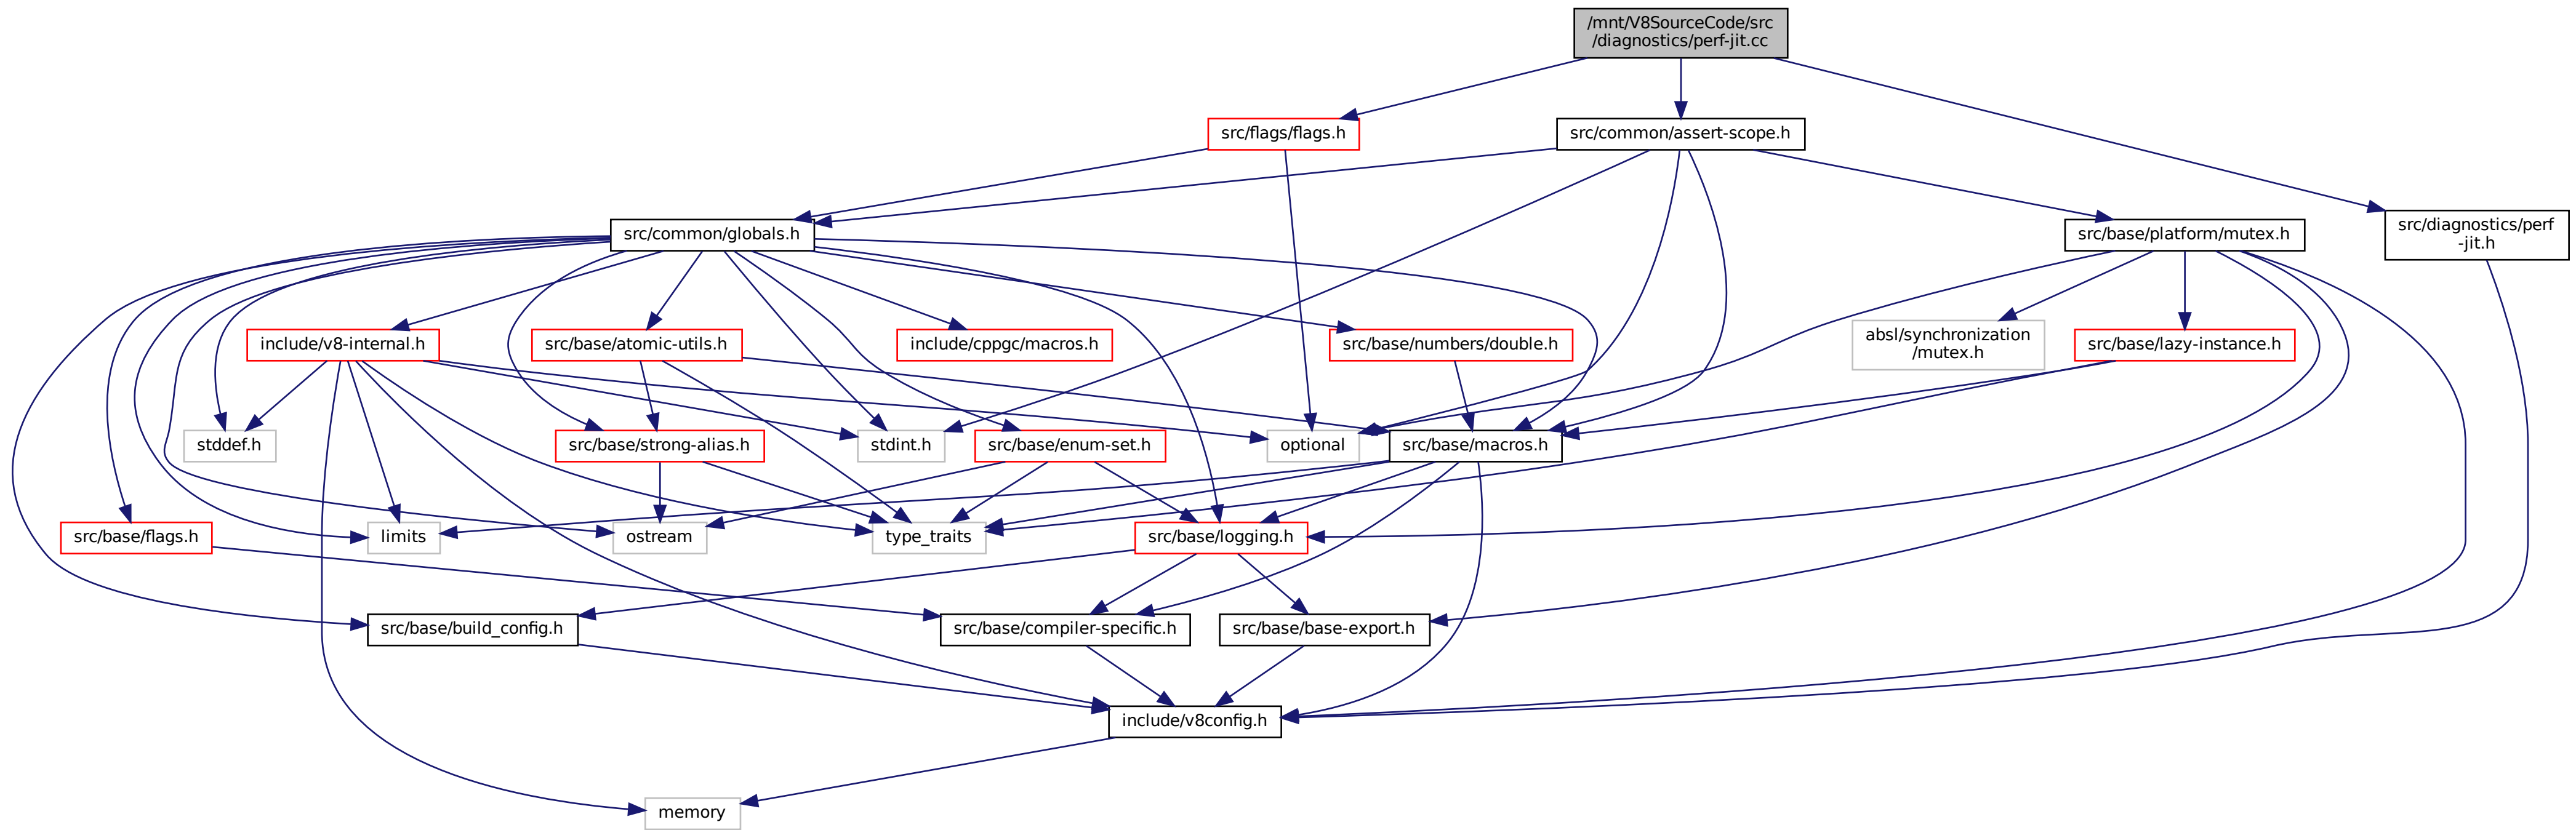 /mnt/V8SourceCode/src
/diagnostics/perf-jit.cc
src/flags/flags.h
src/common/assert-scope.h
src/common/globals.h
src/base/platform/mutex.h
src/diagnostics/perf
-jit.h
include/v8-internal.h
src/base/atomic-utils.h
include/cppgc/macros.h
src/base/numbers/double.h
absl/synchronization
/mutex.h
src/base/lazy-instance.h
stddef.h
src/base/strong-alias.h
stdint.h
src/base/enum-set.h
optional
src/base/macros.h
src/base/flags.h
limits
ostream
type_traits
src/base/logging.h
src/base/build_config.h
src/base/compiler-specific.h
src/base/base-export.h
include/v8config.h
memory